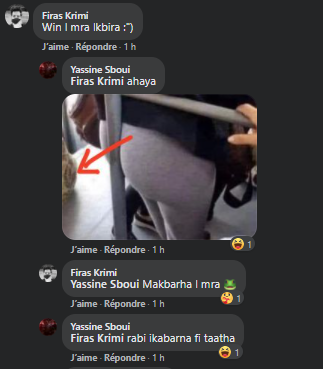 Firas Krimi
Win l mra lkbira :")
J'aime · Répondre · 1 h
Yassine Sboui
Firas Krimi ahaya
J'aime · Répondre · 1 h
1
Firas Krimi
Yassine Sboui Makbarha l mra 🐸
J'aime · Répondre · 1 h
1
Yassine Sboui
Firas Krimi rabi ikabarna fi taatha
J'aime · Répondre · 1 h
1